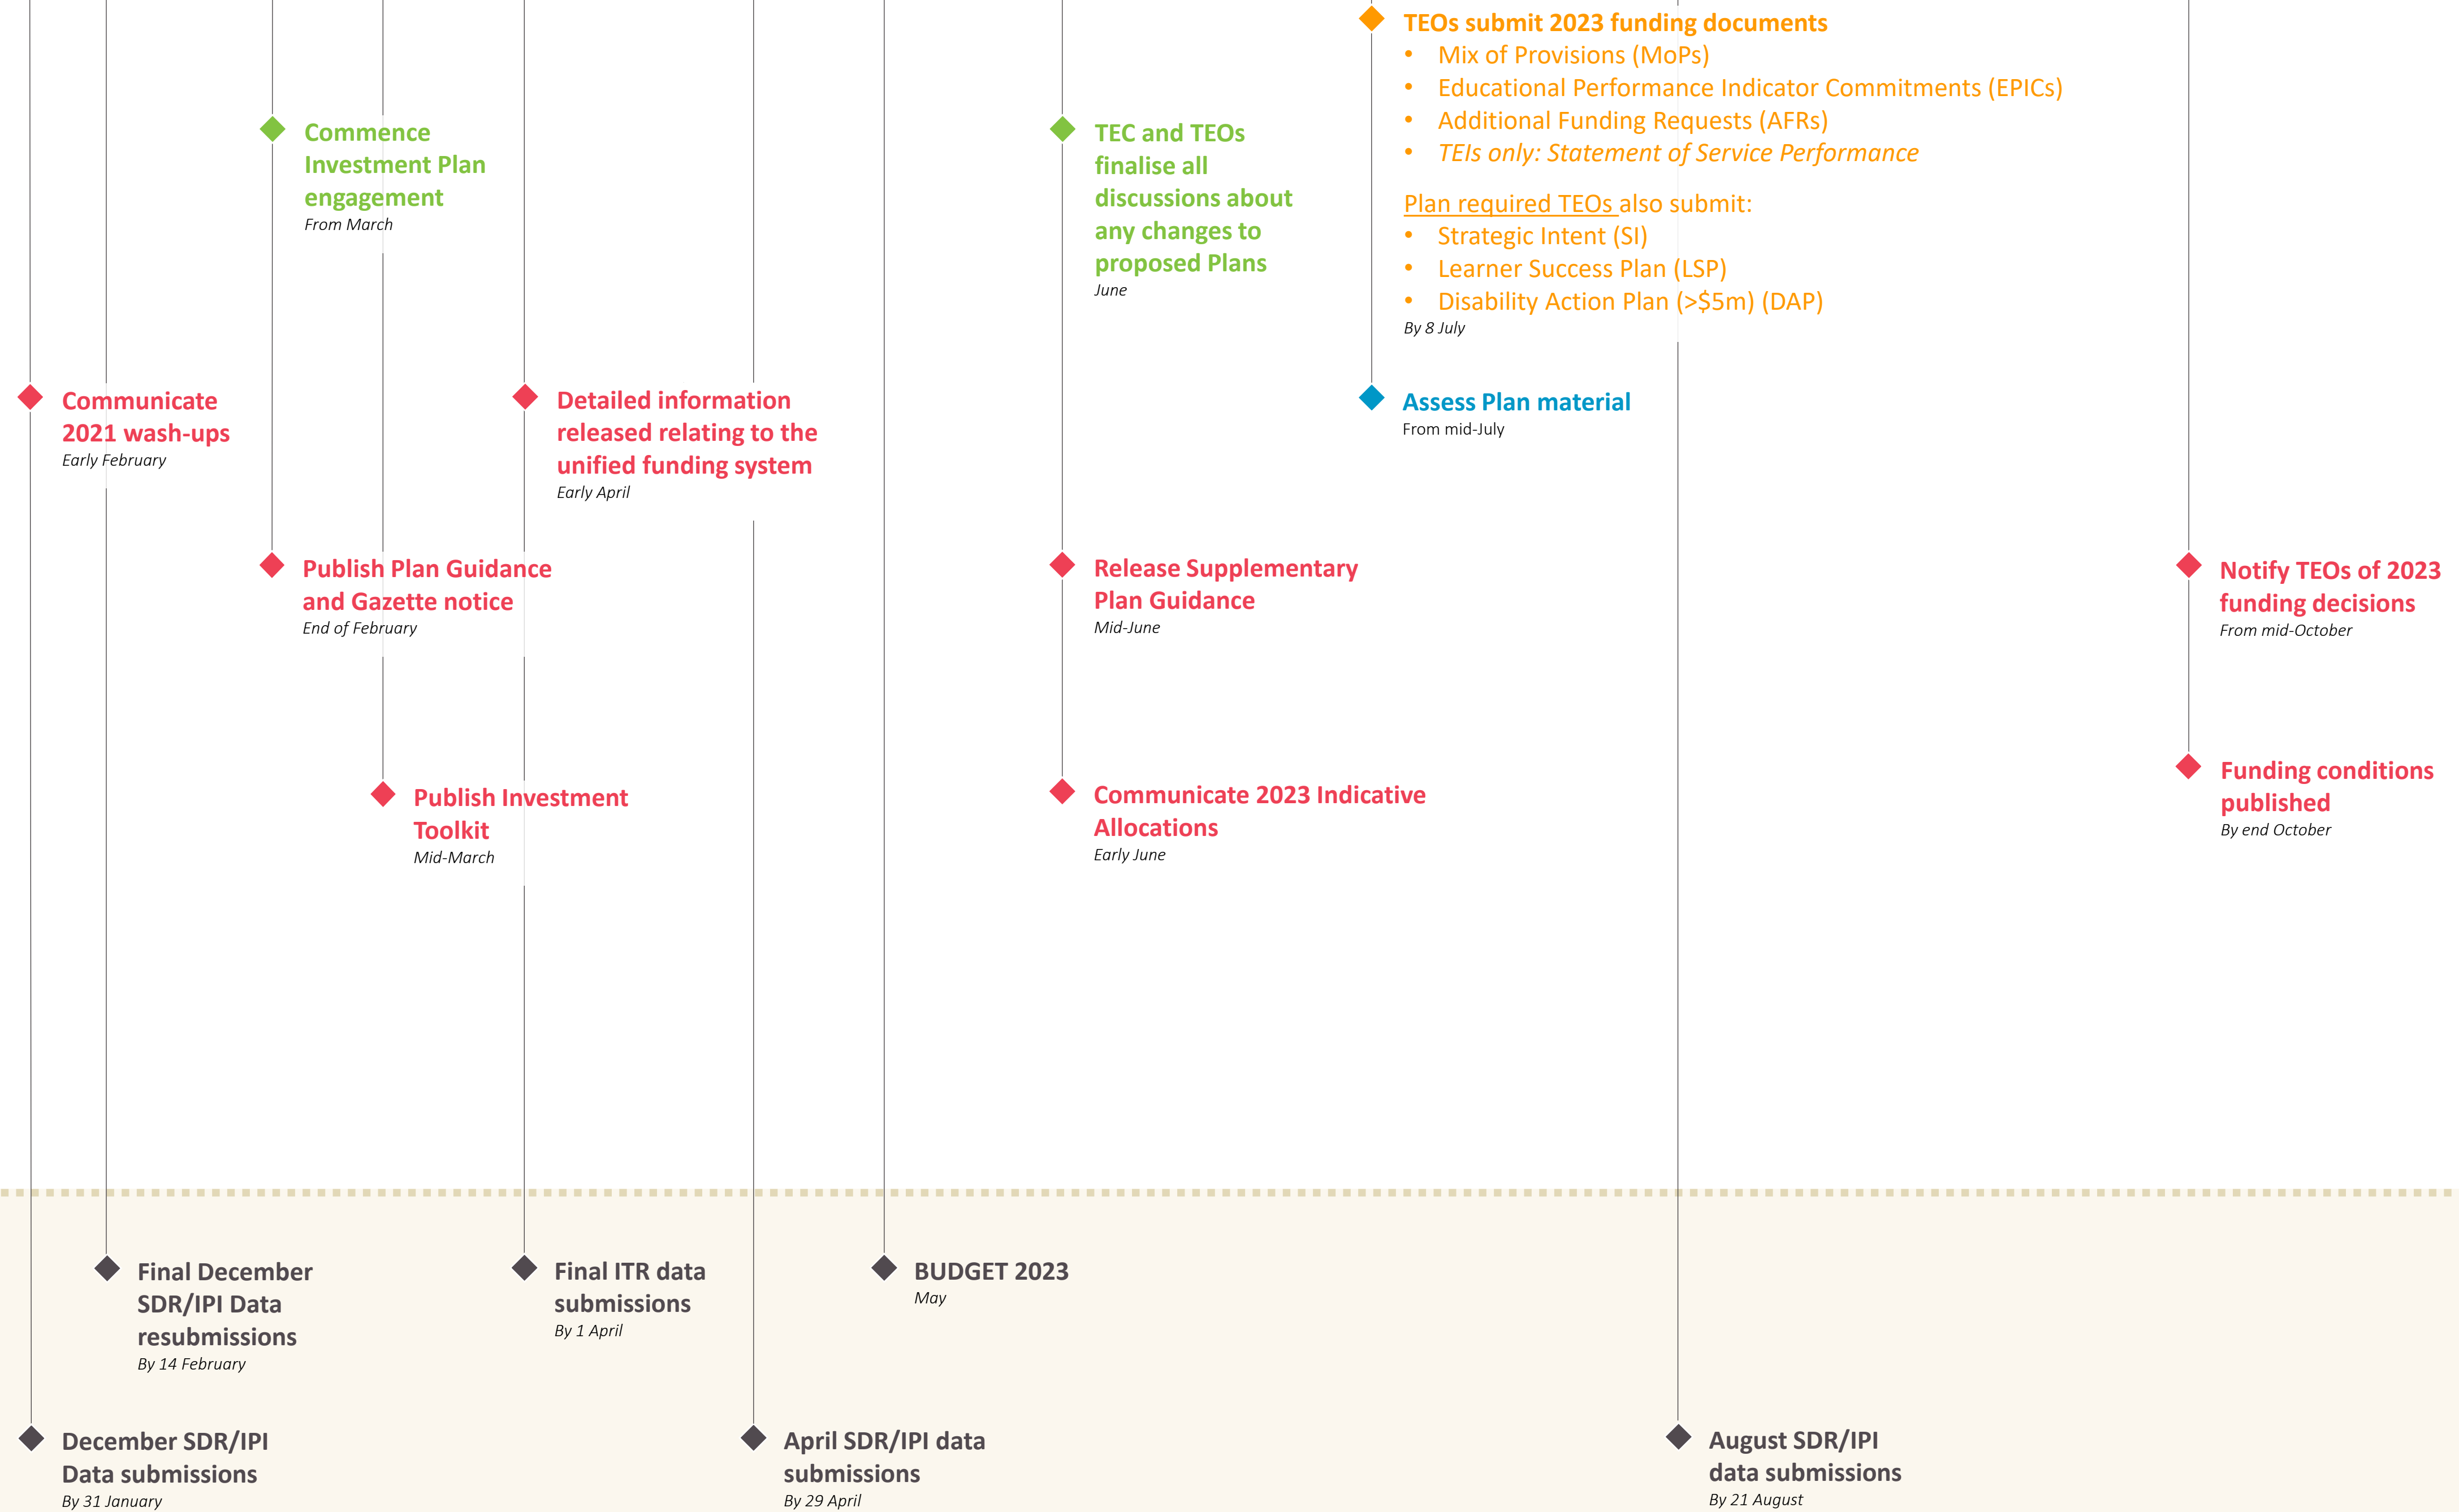 TEOs submit 2023 funding documents
• Mix of Provisions (MoPs)
• Educational Performance Indicator Commitments (EPICs)
• Additional Funding Requests (AFRs)
• TEIs only: Statement of Service Performance
Plan required TEOs also submit:
• Strategic Intent (SI)
• Learner Success Plan (LSP)
• Disability Action Plan (>$5m) (DAP)
By 8 July
Commence
Investment Plan
engagement
From March
TEC and TEOs
finalise all
discussions about
any changes to
proposed Plans
June
Communicate
2021 wash-ups
Early February
Detailed information
released relating to the
unified funding system
Early April
Assess Plan material
From mid-July
Publish Plan Guidance
and Gazette notice
End of February
Release Supplementary
Plan Guidance
Mid-June
Notify TEOs of 2023
funding decisions
From mid-October
Publish Investment
Toolkit
Mid-March
Communicate 2023 Indicative
Allocations
Early June
Funding conditions
published
By end October
Final December
SDR/IPI Data
resubmissions
By 14 February
Final ITR data
submissions
By 1 April
BUDGET 2023
May
December SDR/IPI
Data submissions
By 31 January
April SDR/IPI data
submissions
By 29 April
August SDR/IPI
data submissions
By 21 August